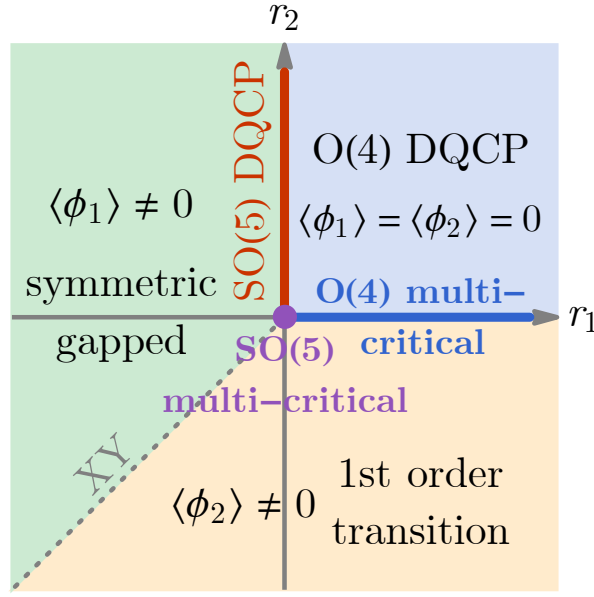 r₂
SO(5) DQCP
O(4) DQCP
⟨ϕ₁⟩ ≠ 0
⟨ϕ₁⟩ = ⟨ϕ₂⟩ = 0
symmetric
gapped
O(4) multi−
critical
r₁
SO(5)
multi−critical
XY
⟨ϕ₂⟩ ≠ 0
1st order
transition